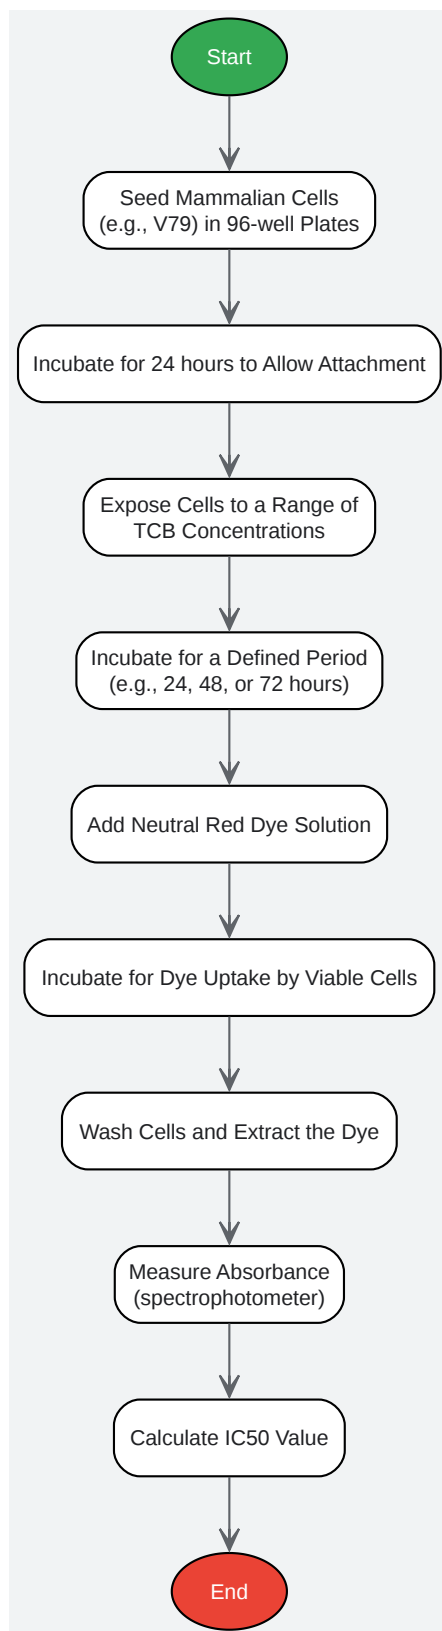 Start
Seed Mammalian Cells
(e.g., V79) in 96-well Plates
Incubate for 24 hours to Allow Attachment
Expose Cells to a Range of
TCB Concentrations
Incubate for a Defined Period
(e.g., 24, 48, or 72 hours)
Add Neutral Red Dye Solution
Incubate for Dye Uptake by Viable Cells
Wash Cells and Extract the Dye
Measure Absorbance
(spectrophotometer)
Calculate IC50 Value
End